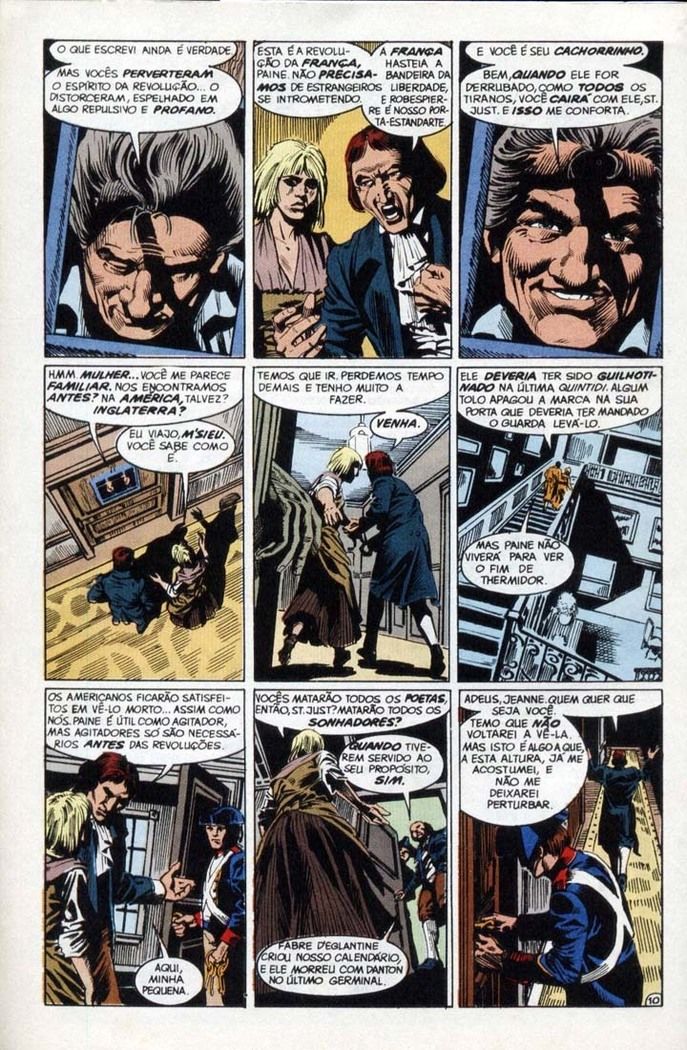 O QUE ESCREVI AINDA É VERDADE
MAS VOCÊS PERVERTERAM
O ESPÍRITO DA REVOLUÇÃO... O
DISTORCERAM, ESPELHADO EM
ALGO REPULSIVO E PROFANO.
ESTA É A REVOLU-
ÇÃO DA FRANÇA,
PAINE. NÃO PRECISA-
MOS DE ESTRANGEIROS
SE INTROMETENDO.
A FRANÇA
HASTEIA A
BANDEIRA DA
LIBERDADE,
E ROBESPIER-
RE É NOSSO POR-
TA-ESTANDARTE.
E VOCÊ É SEU CACHORRINHO.
BEM, QUANDO ELE FOR
DERRUBADO, COMO TODOS OS
TIRANOS, VOCÊ CAIRÁ COM ELE, ST.
JUST. E ISSO ME CONFORTA.
H.M.M. MULHER... VOCÊ ME PARECE
FAMILIAR. NOS ENCONTRAMOS
ANTES? NA AMÉRICA, TALVEZ?
INGLATERRA?
EU VIAJO, M'SIEU.
VOCÊ SABE COMO
É.
TEMOS QUE IR. PERDEMOS TEMPO
DEMAIS E TENHO MUITO A
FAZER.
VENHA.
ELE DEVERIA TER SIDO GUILHOTI-
NADO NA ÚLTIMA QUINTIDI. ALGUM
TOLO APAGOU A MARCA NA SUA
PORTA QUE DEVERIA TER MANDADO
O GUARDA LEVÁ-LO.
MAS PAINE NÃO
VIVERÁ PARA VER
O FIM DE
THERMIDOR.
OS AMERICANOS FICARÃO SATISFEI-
TOS EM VÊ-LO MORTO... ASSIM COMO
NÓS. PAINE É ÚTIL COMO AGITADOR,
MAS AGITADORES SÓ SÃO NECESSÁ-
RIOS ANTES DAS REVOLUÇÕES.
AQUI,
MINHA
PEQUENA.
VOCÊS MATARÃO TODOS OS POETAS,
ENTÃO, ST. JUST? MATARÃO TODOS OS
SONHADORES?
QUANDO TIVE-
REM SERVIDO AO
SEU PROPÓSITO,
SIM.
FABRE D'EGLANTINE
CRIOU NOSSO CALENDÁRIO,
E ELE MORREU COM DANTON
NO ÚLTIMO GERMINAL.
ADEUS, JEANNE. QUEM QUER QUE
SEJA VOCÊ.
TEMO QUE NÃO
VOLTAREI A VÊ-LA.
MAS ISTO É ALGO A QUE,
A ESTA ALTURA, JÁ ME
ACOSTUMEI, E
NÃO ME
DEIXAREI
PERTURBAR.
10